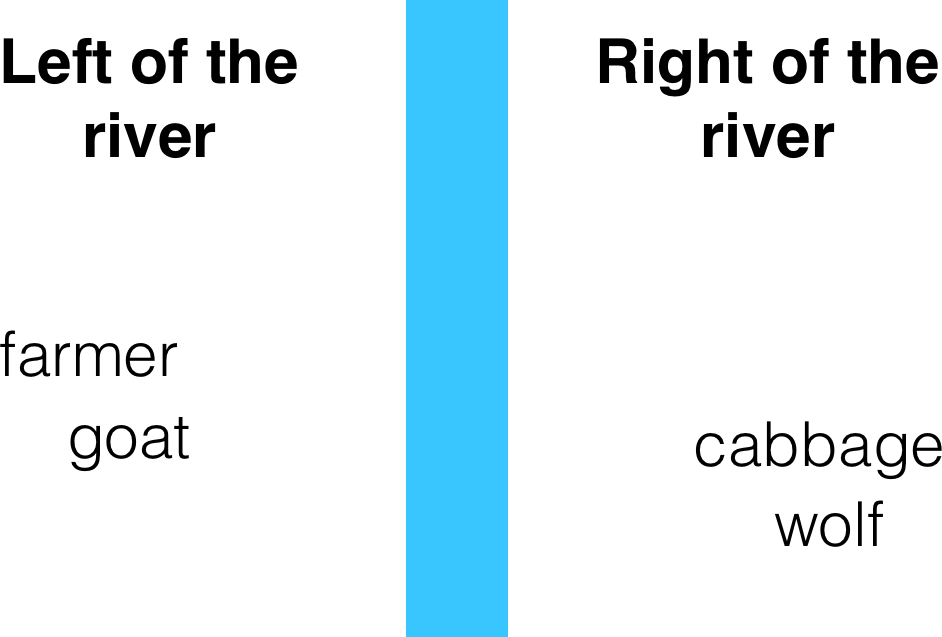 Left of the
river
Right of the
river
farmer
goat
cabbage
wolf